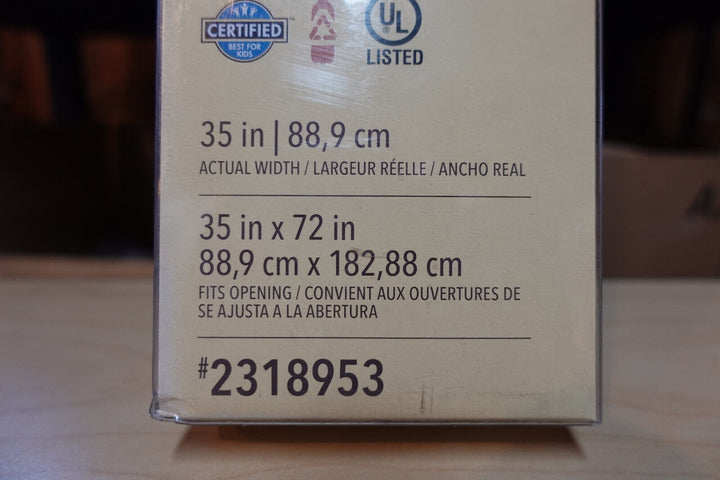 CERTIFIED
BEST FOR
KIDS
UL
®
LISTED
35 in | 88,9 cm
ACTUAL WIDTH / LARGEUR RÉELLE / ANCHO REAL
35 in x 72 in
88,9 cm x 182,88 cm
FITS OPENING / CONVIENT AUX OUVERTURES DE
SE AJUSTA A LA ABERTURA
#2318953